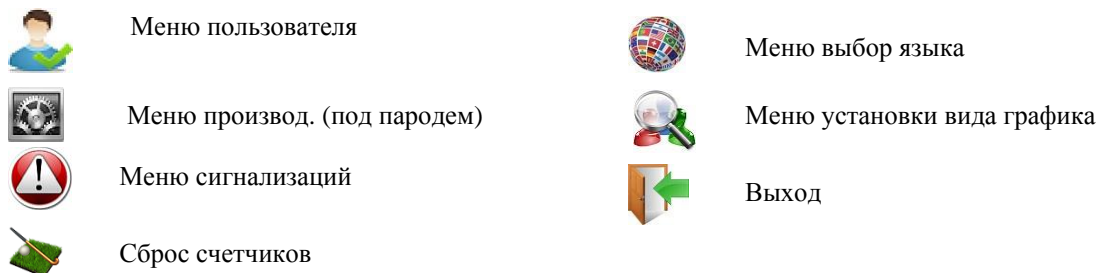 Меню пользователя
Меню производ. (под пародем)
Меню сигнализаций
Сброс счетчиков
Меню выбор языка
Меню установки вида графика
Выход